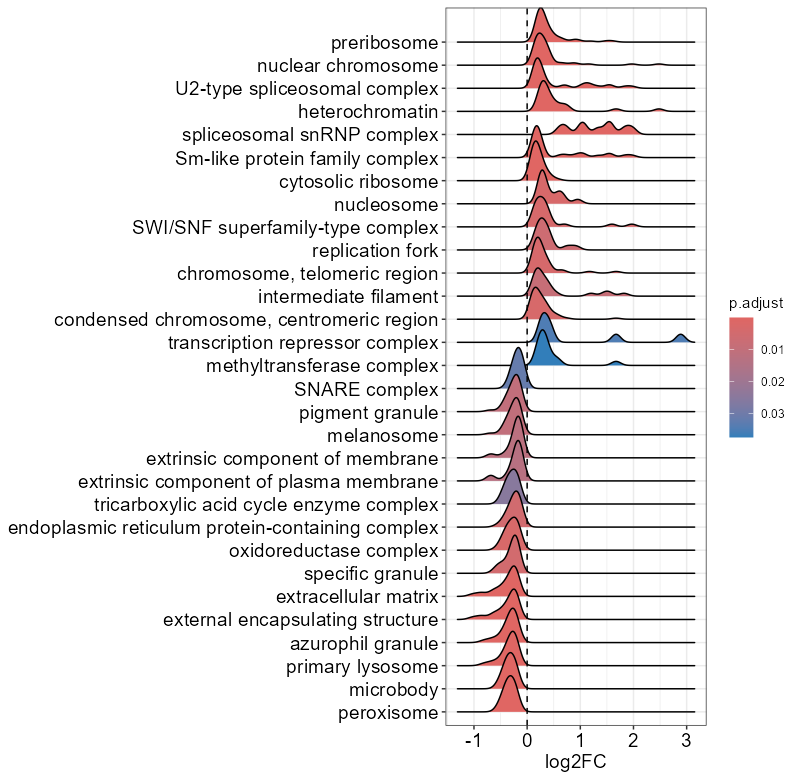 preribosome
nuclear chromosome
U2-type spliceosomal complex
heterochromatin
spliceosomal snRNP complex
Sm-like protein family complex
cytosolic ribosome
nucleosome
SWI/SNF superfamily-type complex
replication fork
chromosome, telomeric region
intermediate filament
condensed chromosome, centromeric region
transcription repressor complex
methyltransferase complex
SNARE complex
pigment granule
melanosome
extrinsic component of membrane
extrinsic component of plasma membrane
tricarboxylic acid cycle enzyme complex
endoplasmic reticulum protein-containing complex
oxidoreductase complex
specific granule
extracellular matrix
external encapsulating structure
azurophil granule
primary lysosome
microbody
peroxisome
-1 0 1 2 3
log2FC
p.adjust
0.01
0.02
0.03